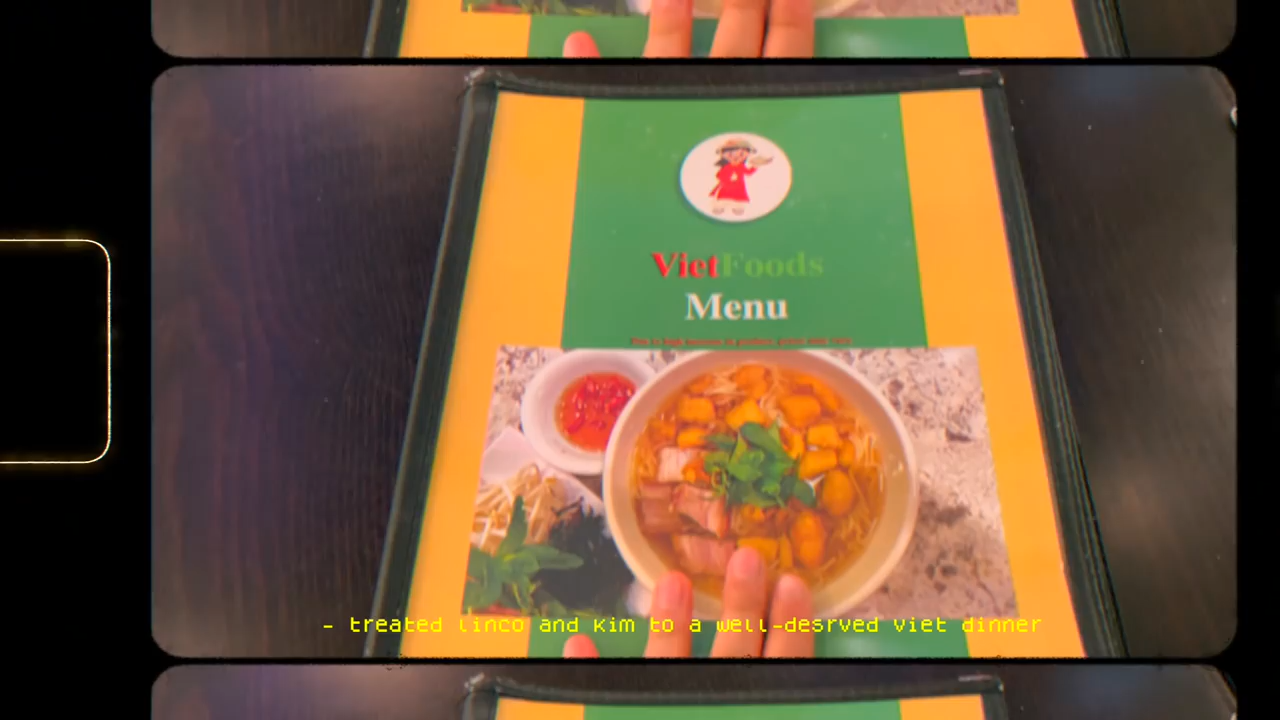 VietFoods
Menu
- treated linco and kim to a well-desrved viet dinner